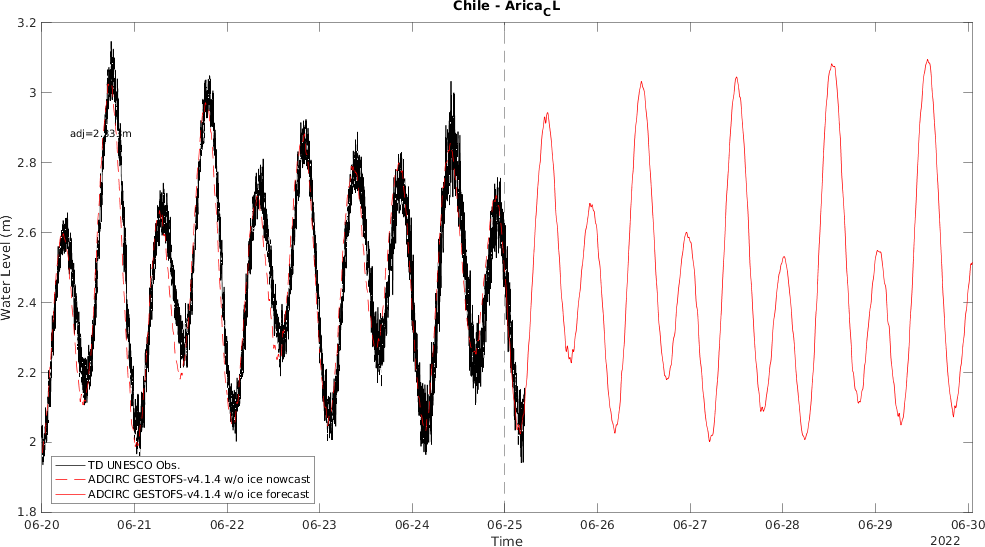 Chile - Arica_CL
3.2
3
2.8
2.6
2.4
2.2
2
1.8
Water Level (m)
TD UNESCO Obs.
ADCIRC GESTOFS-v4.1.4 w/o ice nowcast
ADCIRC GESTOFS-v4.1.4 w/o ice forecast
06-20 06-21 06-22 06-23 06-24 06-25 06-26 06-27 06-28 06-29 06-30
Time
2022